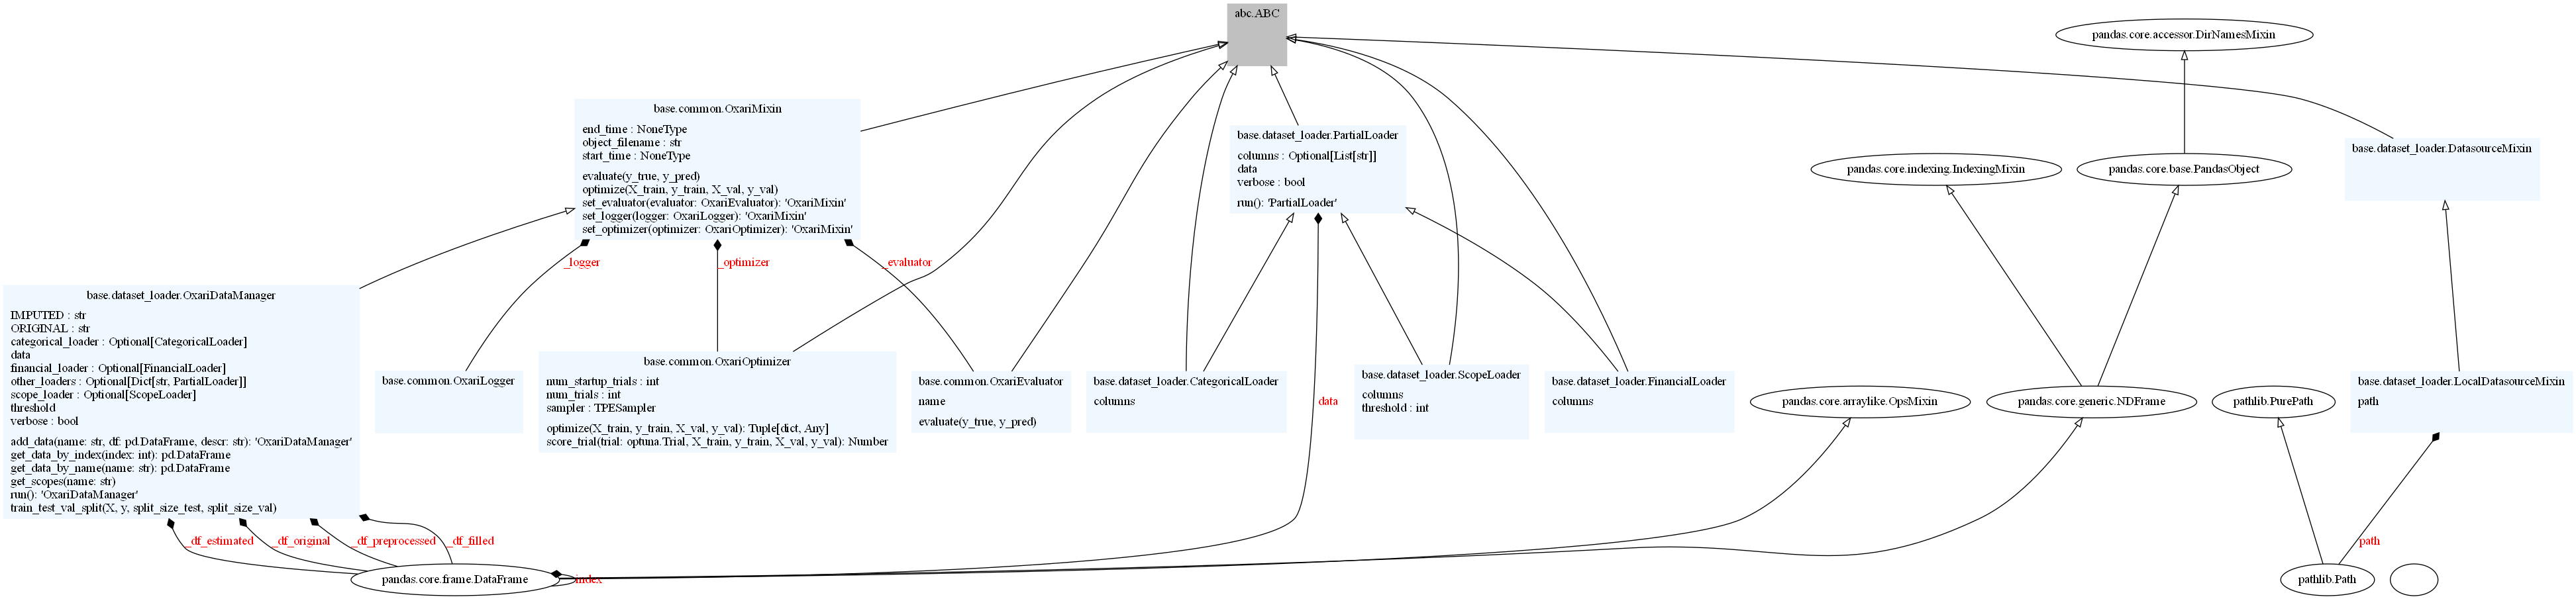 abc.ABC
pandas.core.accessor.DirNamesMixin
base.common.OxariMixin
end_time : NoneType
object_filename : str
start_time : NoneType
evaluate(y_true, y_pred)
optimize(X_train, y_train, X_val, y_val)
set_evaluator(evaluator: OxariEvaluator): 'OxariMixin'
set_logger(logger: OxariLogger): 'OxariMixin'
set_optimizer(optimizer: OxariOptimizer): 'OxariMixin'
base.dataset_loader.PartialLoader
columns : Optional[List[str]]
data
verbose : bool
run(): 'PartialLoader'
pandas.core.indexing.IndexingMixin
pandas.core.base.PandasObject
base.dataset_loader.DatasourceMixin
_logger
_optimizer
_evaluator
base.dataset_loader.OxariDataManager
IMPUTED : str
ORIGINAL : str
categorical_loader : Optional[CategoricalLoader]
data
financial_loader : Optional[FinancialLoader]
other_loaders : Optional[Dict[str, PartialLoader]]
scope_loader : Optional[ScopeLoader]
threshold
verbose : bool
add_data(name: str, df: pd.DataFrame, descr: str): 'OxariDataManager'
get_data_by_index(index: int): pd.DataFrame
get_data_by_name(name: str): pd.DataFrame
get_scopes(name: str)
run(): 'OxariDataManager'
train_test_val_split(X, y, split_size_test, split_size_val)
base.common.OxariLogger
base.common.OxariOptimizer
num_startup_trials : int
num_trials : int
sampler : TPESampler
optimize(X_train, y_train, X_val, y_val): Tuple[dict, Any]
score_trial(trial: optuna.Trial, X_train, y_train, X_val, y_val): Number
base.common.OxariEvaluator
name
evaluate(y_true, y_pred)
base.dataset_loader.CategoricalLoader
columns
data
base.dataset_loader.ScopeLoader
columns
threshold : int
base.dataset_loader.FinancialLoader
columns
pandas.core.arraylike.OpsMixin
pandas.core.generic.NDFrame
pathlib.PurePath
base.dataset_loader.LocalDatasourceMixin
path
_df_estimated
_df_original
_df_preprocessed
_df_filled
path
pandas.core.frame.DataFrame
index
pathlib.Path